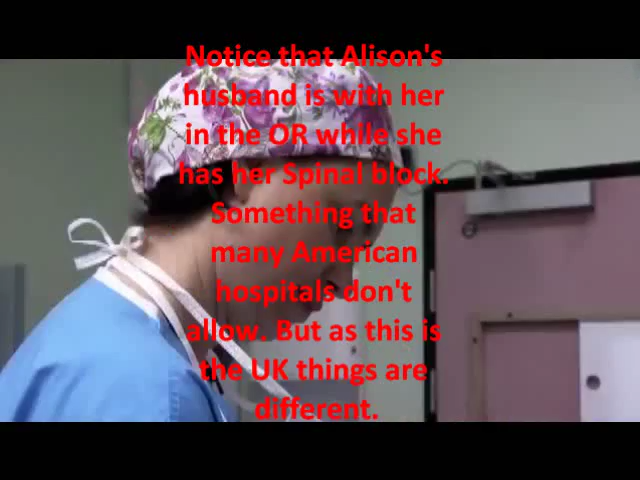 Notice that Alison's
husband is with her
in the OR while she
has her Spinal block.
Something that
many American
hospitals don't
allow. But as this is
the UK things are
different.